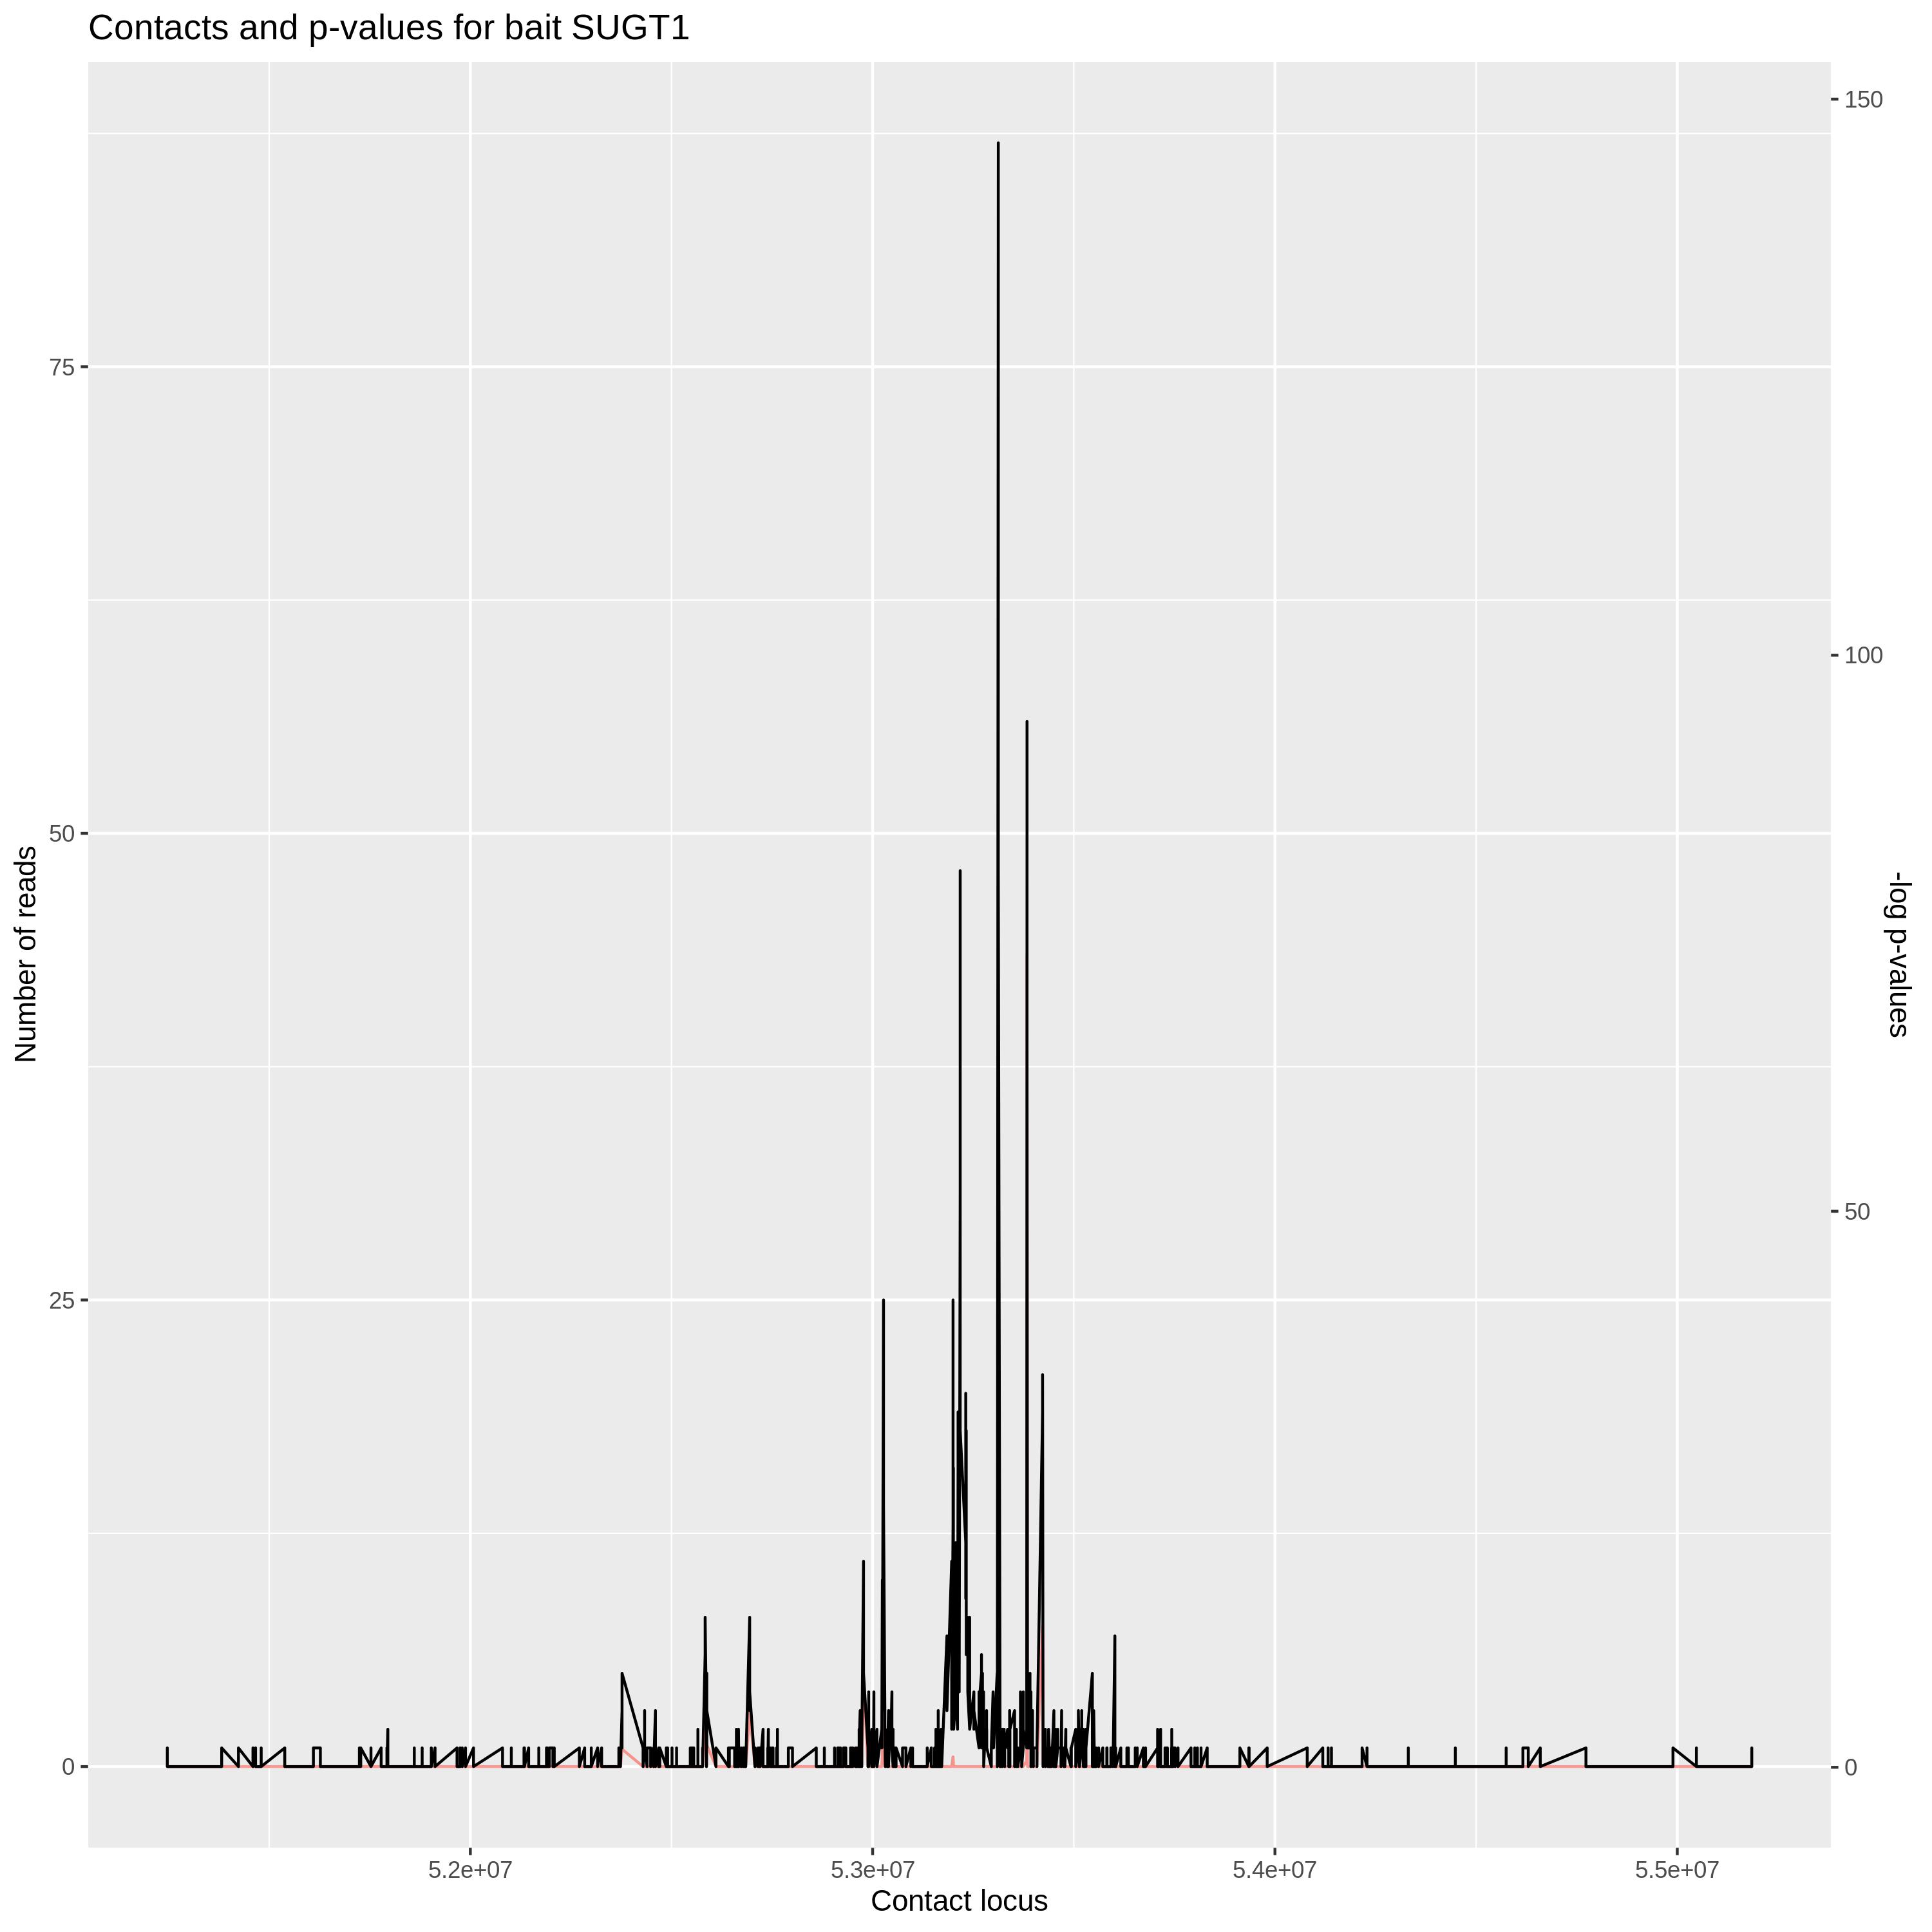 Contacts and p-values for bait SUGT1
150
75
100
50
50
25
0
0
Number of reads
-log p-values
5.2e+07
5.3e+07
5.4e+07
5.5e+07
Contact locus